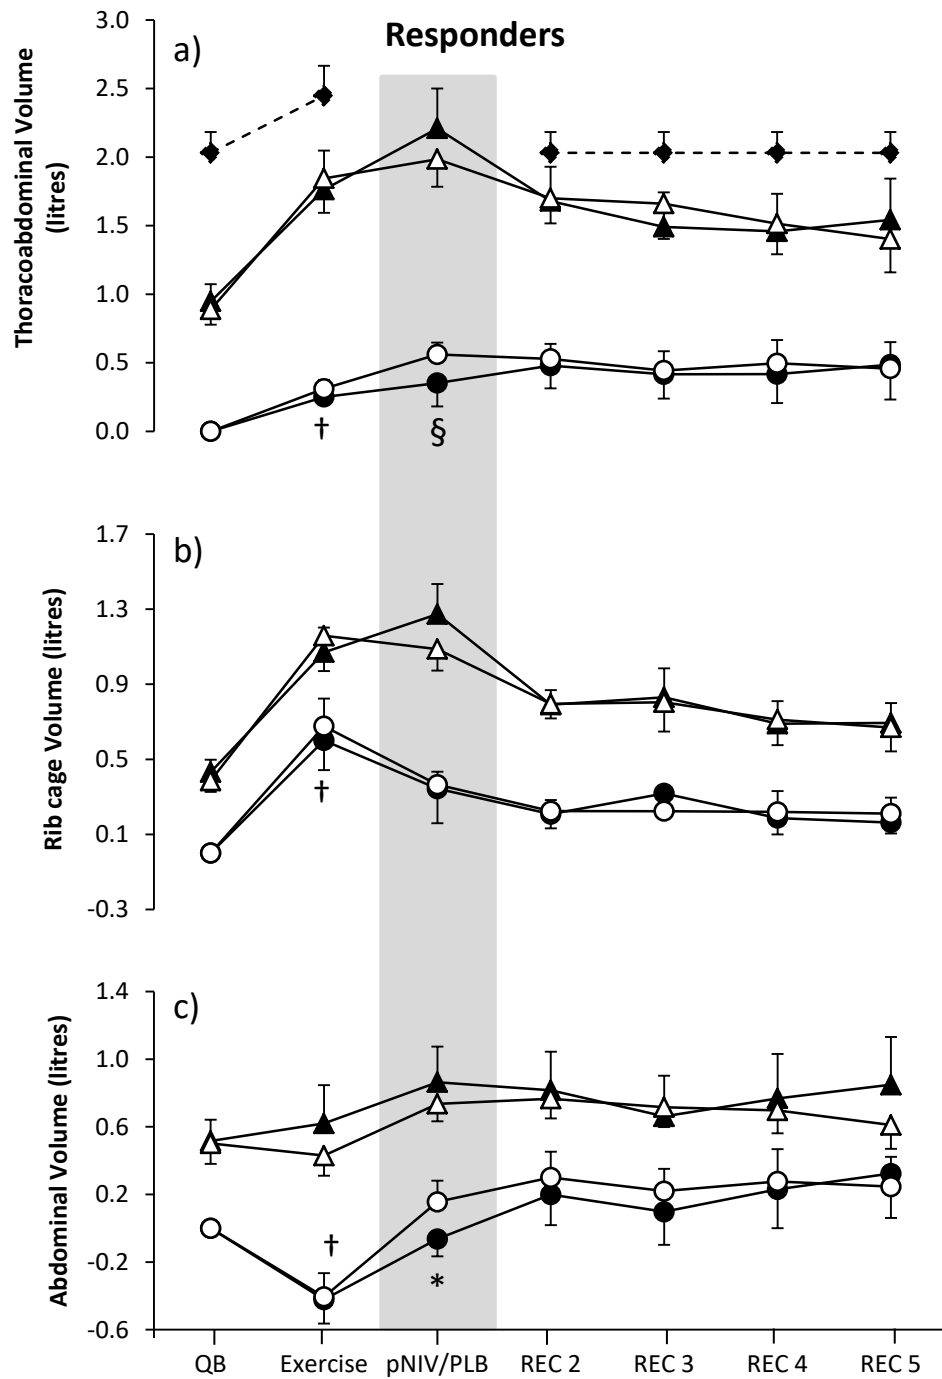 Responders
a)
Thoracoabdominal Volume
(litres)
3.0
2.5
2.0
1.5
1.0
0.5
0.0
†
§
b)
Rib cage Volume (litres)
1.7
1.3
0.9
0.5
0.1
-0.3
†
c)
Abdominal Volume (litres)
1.4
1.0
0.6
0.2
-0.2
-0.6
†
*
QB Exercise pNIV/PLB REC 2 REC 3 REC 4 REC 5